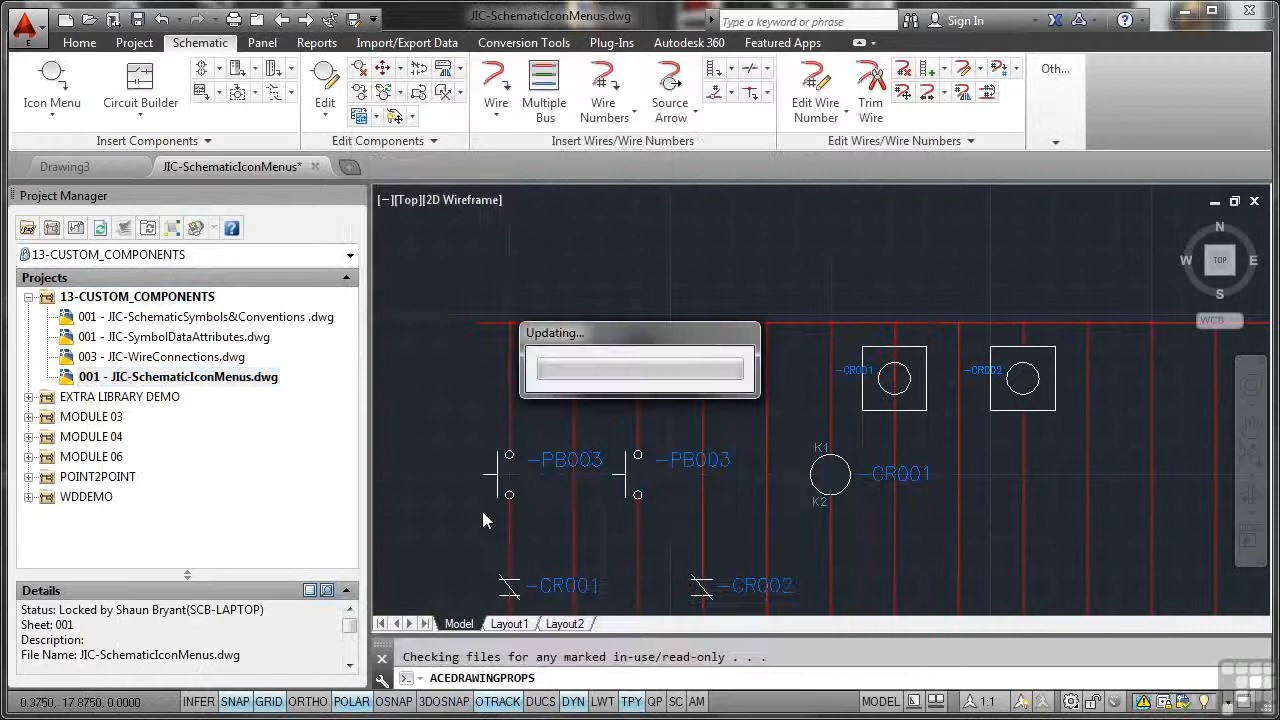 JIC-SchematicIconMenus.dwg
Type a keyword or phrase
Sign In
Home Project Schematic Panel Reports Import/Export Data Conversion Tools Plug-Ins Autodesk 360 Featured Apps
Icon Menu
Circuit Builder
Edit
Wire
Multiple Bus
Wire Numbers
Source Arrow
Edit Wire Number
Trim Wire
Oth...
Insert Components
Edit Components
Insert Wires/Wire Numbers
Edit Wires/Wire Numbers
Drawing3
JIC-SchematicIconMenus*
Project Manager
13-CUSTOM_COMPONENTS
Projects
13-CUSTOM_COMPONENTS
001 - JIC-SchematicSymbols&Conventions .dwg
001 - JIC-SymbolDataAttributes.dwg
003 - JIC-WireConnections.dwg
001 - JIC-SchematicIconMenus.dwg
EXTRA LIBRARY DEMO
MODULE 03
MODULE 04
MODULE 06
POINT2POINT
WDDEMO
Details
Status: Locked by Shaun Bryant(SCB-LAPTOP)
Sheet: 001
Description:
File Name: JIC-SchematicIconMenus.dwg
[−][Top][2D Wireframe]
N
W TOP E
S
WCS
Updating...
-CR001
-CR002
-PB003
-PB003
K1
-CR001
K2
-CR001
-CR002
Model Layout1 Layout2
Checking files for any marked in-use/read-only . . .
ACEDRAWINGPROPS
0.3750, 17.8750, 0.0000
INFER SNAP GRID ORTHO POLAR OSNAP 3DOSNAP OTRACK DUCS DYN LWT TPY QP SC AM
MODEL
1:1